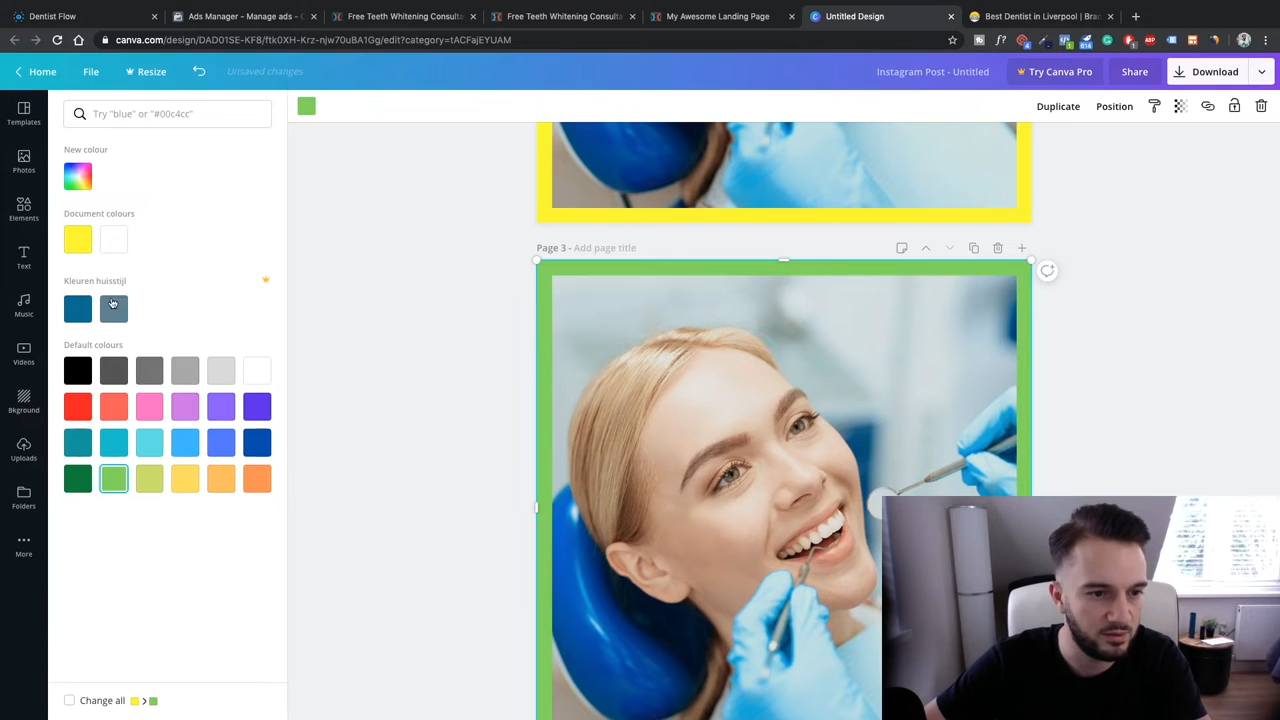 Dentist Flow
Ads Manager - Manage ads - C
Free Teeth Whitening Consulta
Free Teeth Whitening Consulta
My Awesome Landing Page
Untitled Design
Best Dentist in Liverpool | Brac
canva.com/design/DAD01SE-KF8/ftk0XH-Krz-njw70uBA1Gg/edit?category=tACFajEYUAM
Home
File
Resize
Unsaved changes
Instagram Post - Untitled
Try Canva Pro
Share
Download
Templates
Photos
Elements
Text
Music
Videos
Bkground
Uploads
Folders
More
Try "blue" or "#00c4cc"
New colour
Document colours
Kleuren huisstijl
Default colours
Change all
Duplicate
Position
Page 3 - Add page title